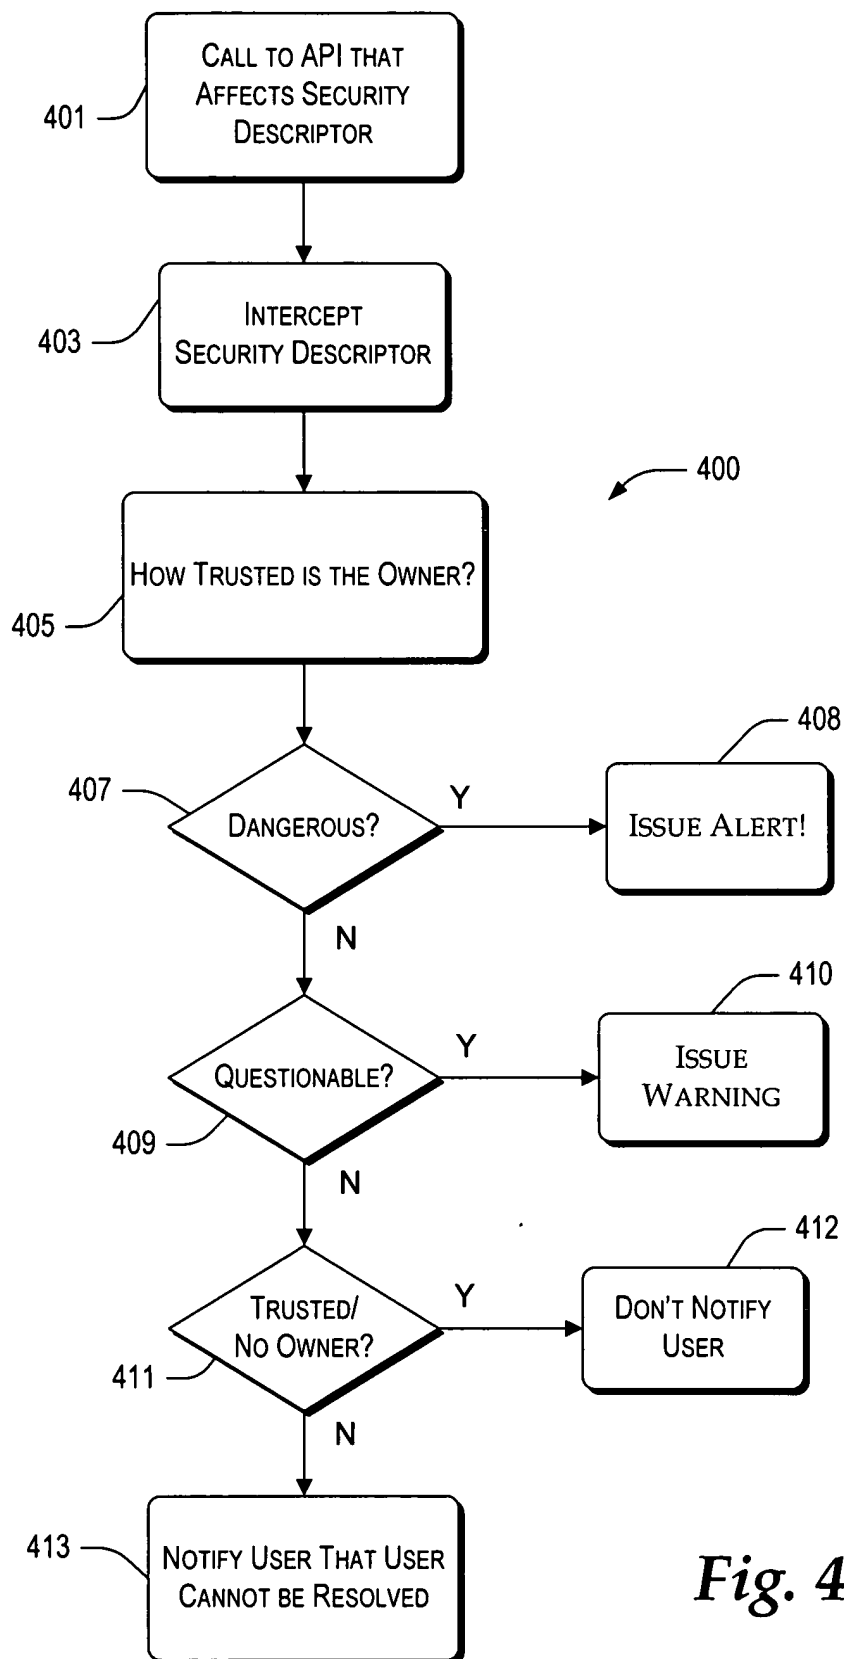 CALL TO API THAT
AFFECTS SECURITY
DESCRIPTOR
401
INTERCEPT
SECURITY DESCRIPTOR
403
400
HOW TRUSTED IS THE OWNER?
405
408
407
DANGEROUS?
Y
ISSUE ALERT!
N
410
QUESTIONABLE?
Y
ISSUE
WARNING
409
N
412
TRUSTED/
NO OWNER?
Y
DON'T NOTIFY
USER
411
N
413
NOTIFY USER THAT USER
CANNOT BE RESOLVED
Fig. 4